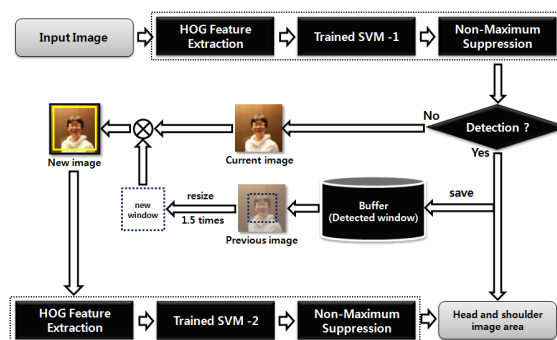 Input Image
HOG Feature
Extraction
Trained SVM -1
Non-Maximum
Suppression
No
Detection ?
Yes
New image
Current image
new
window
resize
1.5 times
Previous image
Buffer
(Detected window)
save
HOG Feature
Extraction
Trained SVM -2
Non-Maximum
Suppression
Head and shoulder
image area